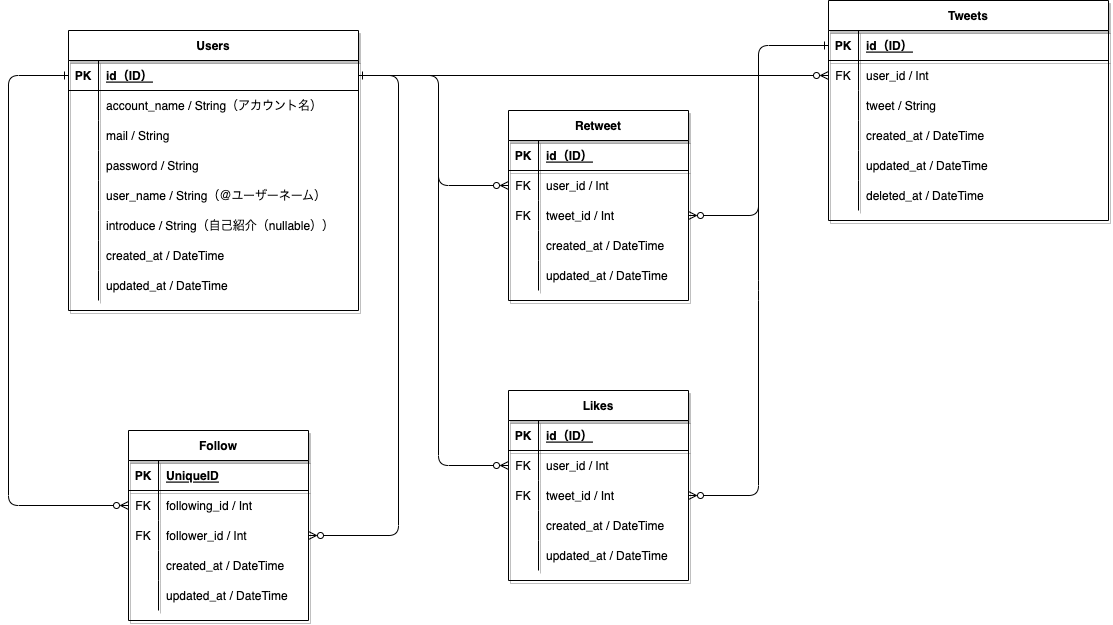 Users
PK id（ID）
account_name / String（アカウント名）
mail / String
password / String
user_name / String（@ユーザーネーム）
introduce / String（自己紹介（nullable））
created_at / DateTime
updated_at / DateTime
Tweets
PK id（ID）
FK user_id / Int
tweet / String
created_at / DateTime
updated_at / DateTime
deleted_at / DateTime
Retweet
PK id（ID）
FK user_id / Int
FK tweet_id / Int
created_at / DateTime
updated_at / DateTime
Follow
PK UniqueID
FK following_id / Int
FK follower_id / Int
created_at / DateTime
updated_at / DateTime
Likes
PK id（ID）
FK user_id / Int
FK tweet_id / Int
created_at / DateTime
updated_at / DateTime